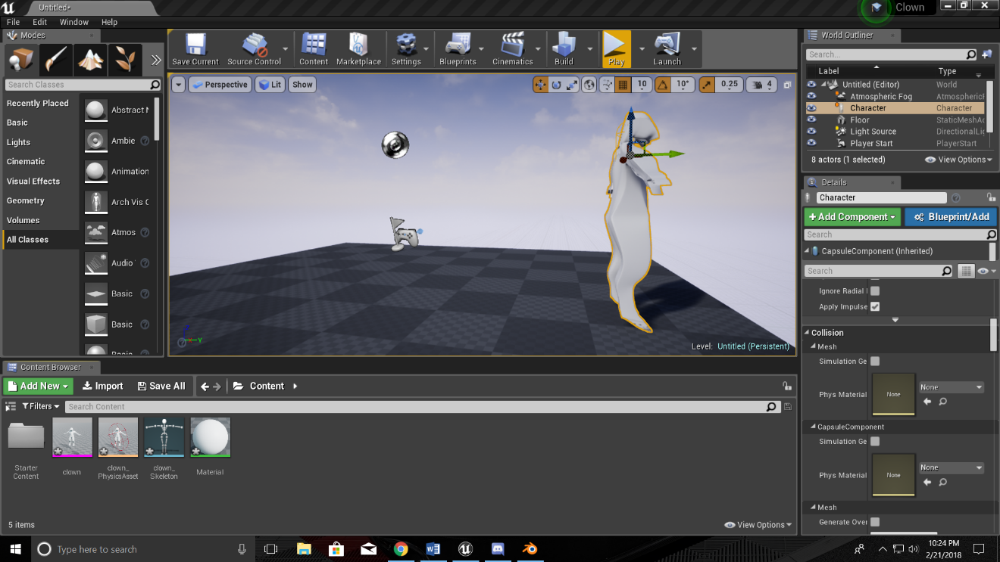 Untitled*
Clown
File Edit Window Help
Modes
Search Classes
Recently Placed
Basic
Lights
Cinematic
Visual Effects
Geometry
Volumes
All Classes
Abstract
Ambie
Animation
Arch Vis C
Atmos
Audio
Basic
Basic
Basic
Save Current
Source Control
Content
Marketplace
Settings
Blueprints
Cinematics
Build
Play
Launch
Perspective
Lit
Show
10
10°
0.25
4
Z
Y
Level: Untitled (Persistent)
World Outliner
Search...
Label Type
Untitled (Editor) World
Atmospheric Fog AtmosphericF
Character Character
Floor StaticMeshAc
Light Source DirectionalLig
Player Start PlayerStart
8 actors (1 selected)
View Options
Details
Character
+ Add Component
Blueprint/Add
Search
CapsuleComponent (Inherited)
Search
Ignore Radial I
Apply Impulse
Collision
Mesh
Simulation Ge
Phys Material
None
None
CapsuleComponent
Simulation Ge
Phys Material
None
None
Mesh
Generate Over
Content Browser
Add New
Import
Save All
Content
Filters
Search Content
Starter
Content
clown
clown_
PhysicsAsset
clown_
Skeleton
Material
5 items
View Options
Type here to search
10:24 PM
2/21/2018